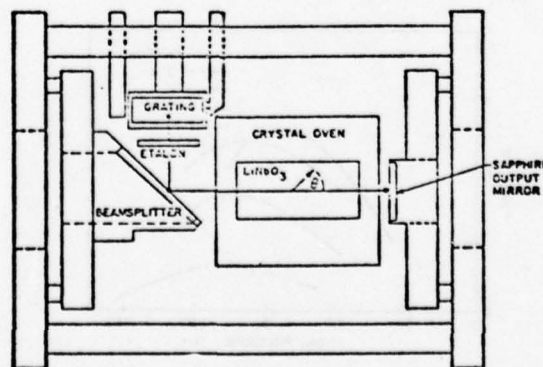 GRATING
ETALON
BEAMSPLITTER
CRYSTAL OVEN
LiNbO3
θ
SAPPHIRE
OUTPUT
MIRROR